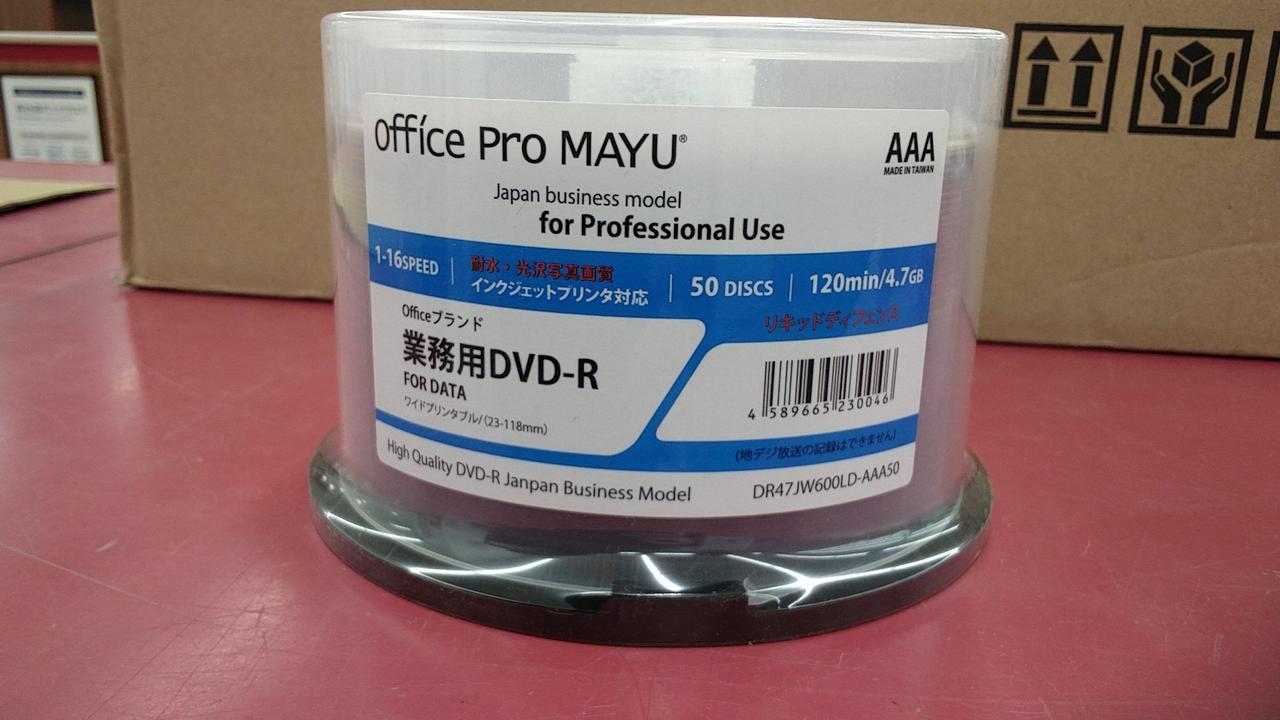 office Pro MAYU®
AAA
MADE IN TAIWAN
Japan business model
for Professional Use
1-16SPEED
耐水・光沢写真画質
インクジェットプリンタ対応
50 DISCS
120min/4.7GB
リキッドディフェンス
Officeブランド
業務用DVD-R
FOR DATA
ワイドプリンタブル/(23-118mm)
4 589665 230046
(地デジ放送の記録はできません)
High Quality DVD-R Janpan Business Model
DR47JW600LD-AAA50